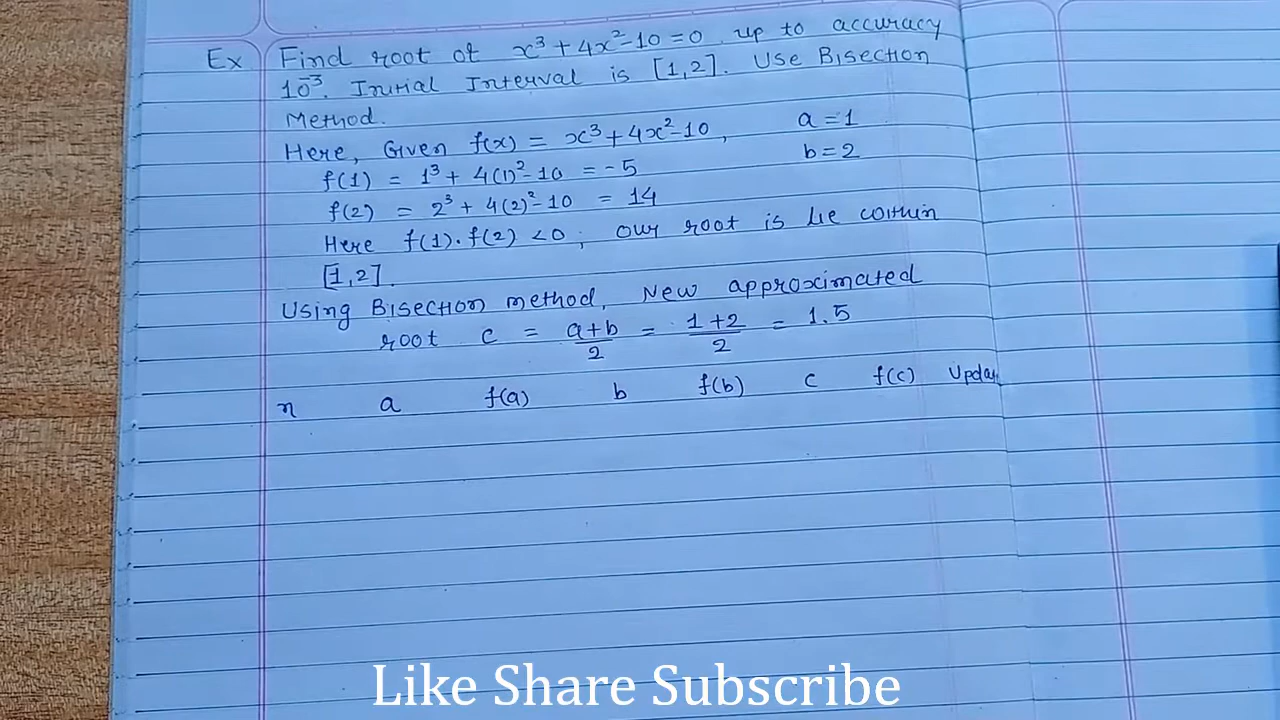 Ex Find root of x³ + 4x² - 10 = 0 up to accuracy
10⁻³. Initial Interval is [1,2]. Use Bisection
Method.
Here, Given f(x) = x³ + 4x² - 10, a = 1
f(1) = 1³ + 4(1)² - 10 = -5 b = 2
f(2) = 2³ + 4(2)² - 10 = 14
Here f(1).f(2) < 0, our root is lie within
[1,2].
Using Bisection method, New approximated
root c = a+b/2 = 1+2/2 = 1.5
n a f(a) b f(b) c f(c)
Like Share Subscribe